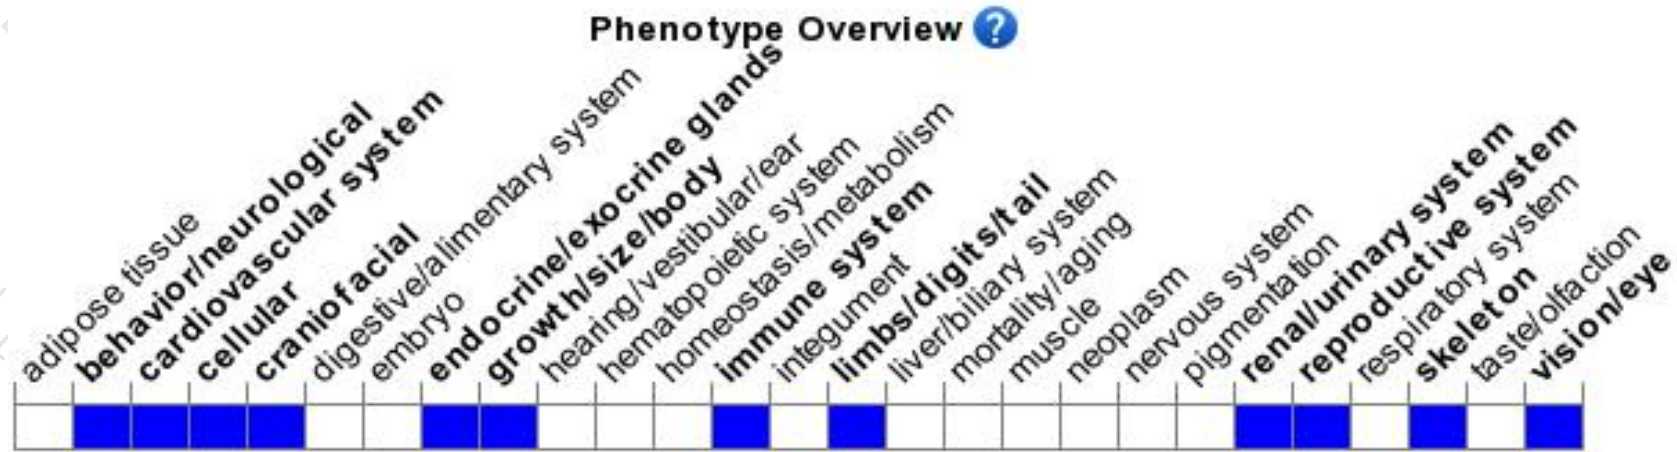 Phenotype Overview ?
adipose tissue
behavior/neurological
cardiovascular system
cellular
craniofacial
digestive/alimentary system
embryo
endocrine/exocrine glands
growth/size/body
hearing/vestibular/ear
hematopoietic system
homeostasis/metabolism
immune system
integument
limbs/digits/tail
liver/biliary system
mortality/aging
muscle
neoplasm
nervous system
pigmentation
renal/urinary system
reproductive system
respiratory system
skeleton
taste/olfaction
vision/eye